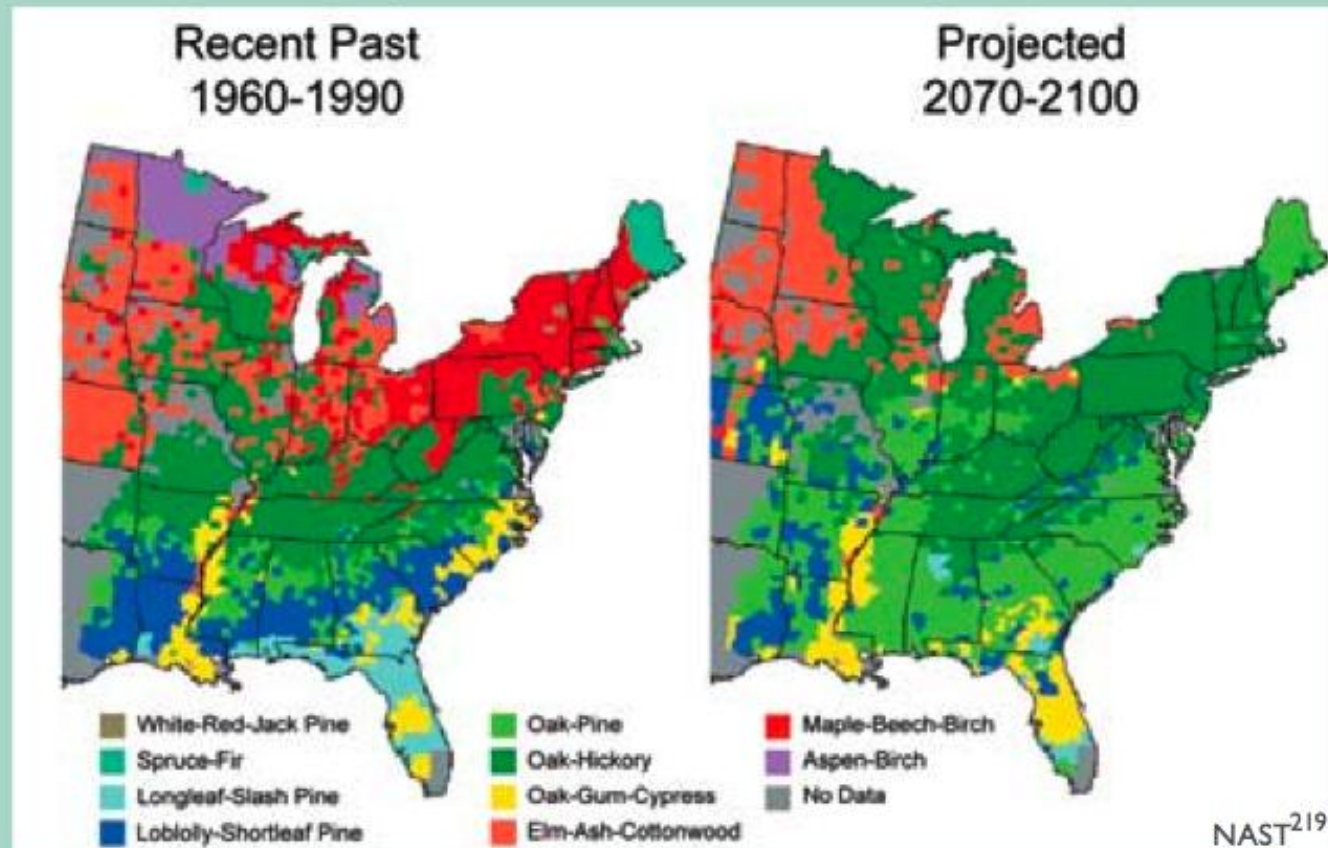 Recent Past
1960-1990
Projected
2070-2100
White-Red-Jack Pine
Spruce-Fir
Longleaf-Slash Pine
Loblolly-Shortleaf Pine
Oak-Pine
Oak-Hickory
Oak-Gum-Cypress
Elm-Ash-Cottonwood
Maple-Beech-Birch
Aspen-Birch
No Data
NAST219